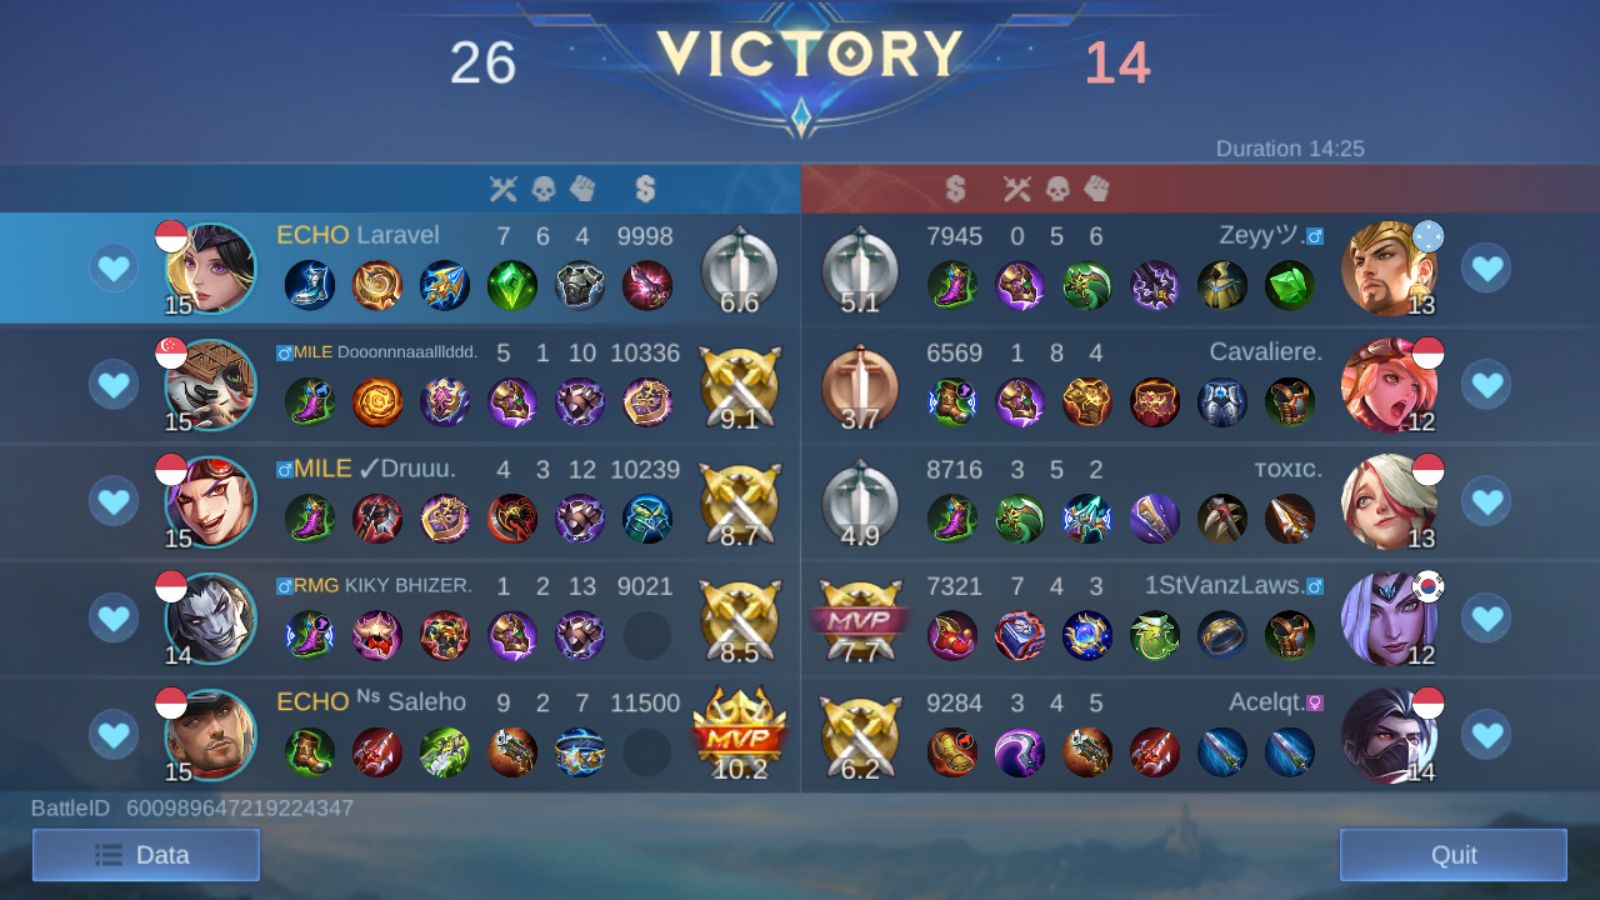 26 VICTORY 14
Duration 14:25
ECHO Laravel 7 6 4 9998 15 6.6
5.1 7945 0 5 6 Zeyyツ. 13
MILE Dooonnnaaallldddd. 5 1 10 10336 15 9.1
3.7 6569 1 8 4 Cavaliere. 12
MILE ✓Druuu. 4 3 12 10239 15 8.7
4.9 8716 3 5 2 тоxɪc. 13
RMG KIKY BHIZER. 1 2 13 9021 14 8.5
MVP 7.7 7321 7 4 3 1StVanzLaws. 12
ECHO ᴺˢ Saleho 9 2 7 11500 15 MVP 10.2
6.2 9284 3 4 5 Acelqt. 14
BattleID 600989647219224347
Data
Quit